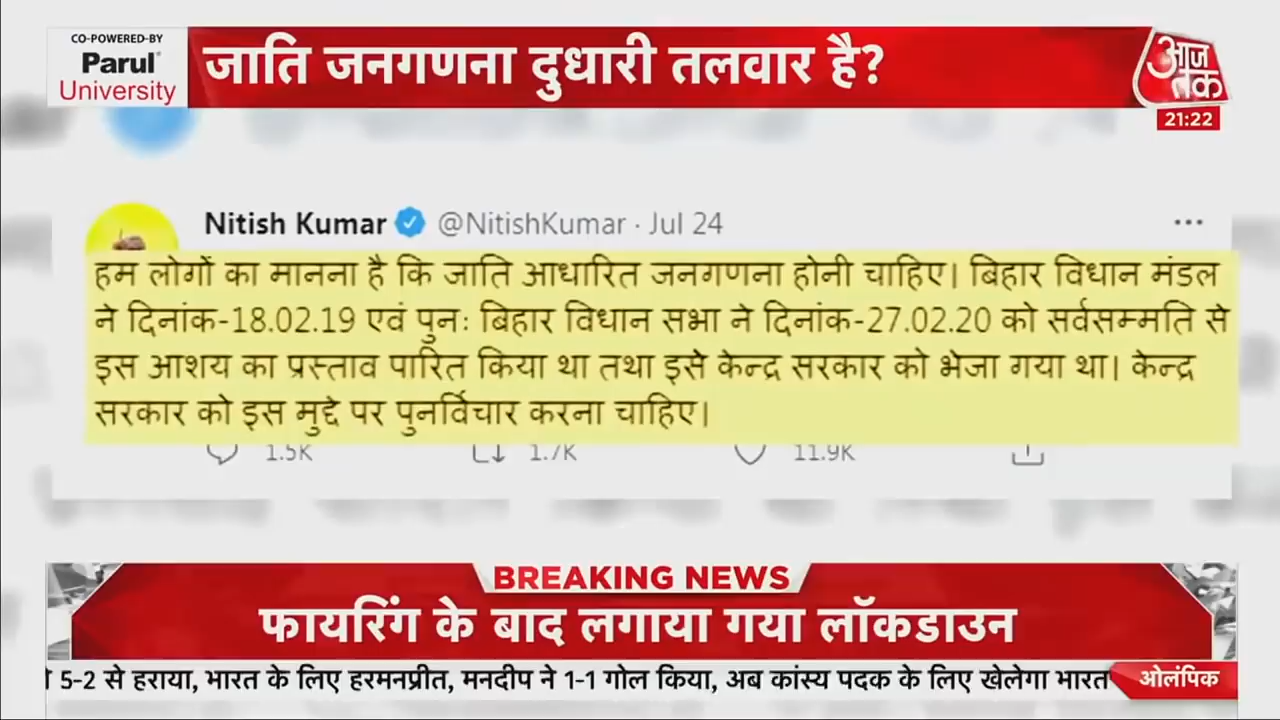 CO-POWERED-BY
Parul
University
जाति जनगणना दुधारी तलवार है?
आज तक
21:22
Nitish Kumar @NitishKumar · Jul 24
हम लोगों का मानना है कि जाति आधारित जनगणना होनी चाहिए। बिहार विधान मंडल
ने दिनांक-18.02.19 एवं पुनः बिहार विधान सभा ने दिनांक-27.02.20 को सर्वसम्मति से
इस आशय का प्रस्ताव पारित किया था तथा इसे केन्द्र सरकार को भेजा गया था। केन्द्र
सरकार को इस मुद्दे पर पुनर्विचार करना चाहिए।
1.5K 1.7K 11.9K
BREAKING NEWS
फायरिंग के बाद लगाया गया लॉकडाउन
5-2 से हराया, भारत के लिए हरमनप्रीत, मनदीप ने 1-1 गोल किया, अब कांस्य पदक के लिए खेलेगा भारत
ओलंपिक